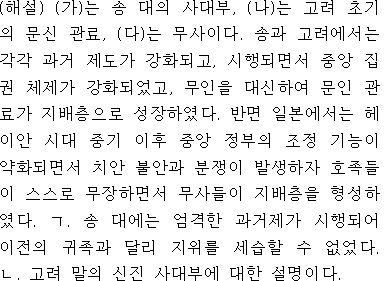 (해설) (가)는 송 대의 사대부, (나)는 고려 초기
의 문신 관료, (다)는 무사이다. 송과 고려에서는
각각 과거 제도가 강화되고, 시행되면서 중앙 집
권 체제가 강화되었고, 무인을 대신하여 문인 관
료가 지배층으로 성장하였다. 반면 일본에서는 헤
이안 시대 중기 이후 중앙 정부의 조정 기능이
약화되면서 치안 불안과 분쟁이 발생하자 호족들
이 스스로 무장하면서 무사들이 지배층을 형성하
였다. ㄱ. 송 대에는 엄격한 과거제가 시행되어
이전의 귀족과 달리 지위를 세습할 수 없었다.
ㄴ. 고려 말의 신진 사대부에 대한 설명이다.